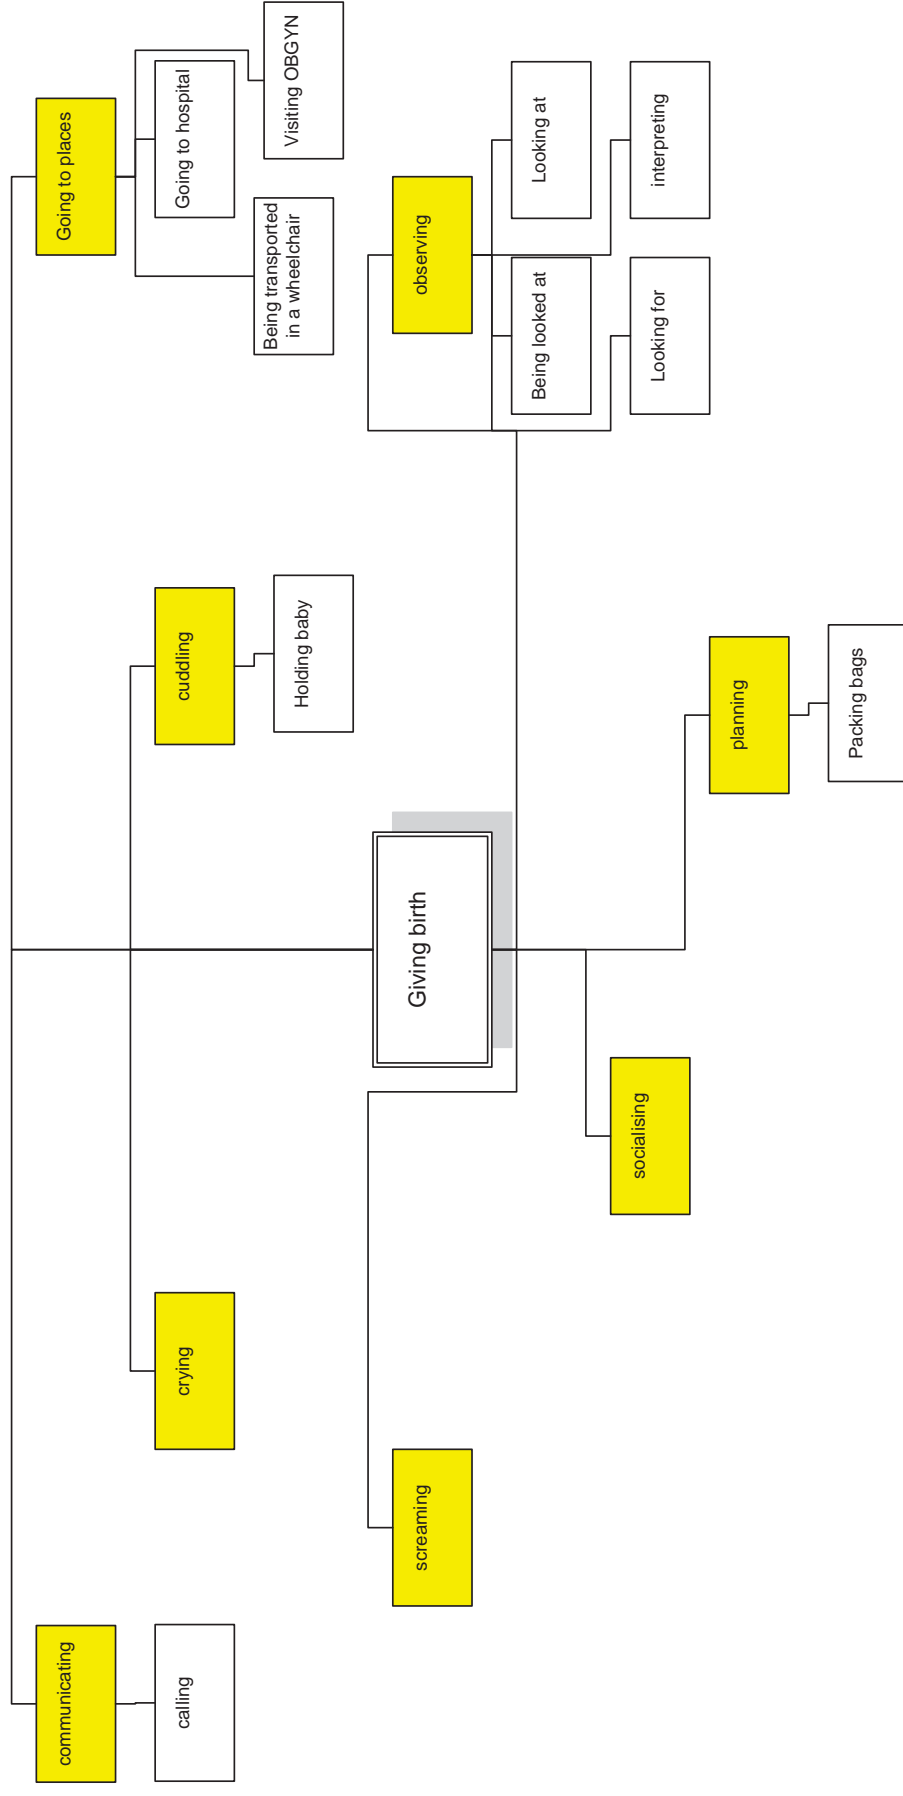 communicating
calling
crying
screaming
socialising
Giving birth
cuddling
Holding baby
planning
Packing bags
Going to places
Being transported
in a wheelchair
Going to hospital
Visiting OBGYN
observing
Being looked at
Looking at
Looking for
interpreting